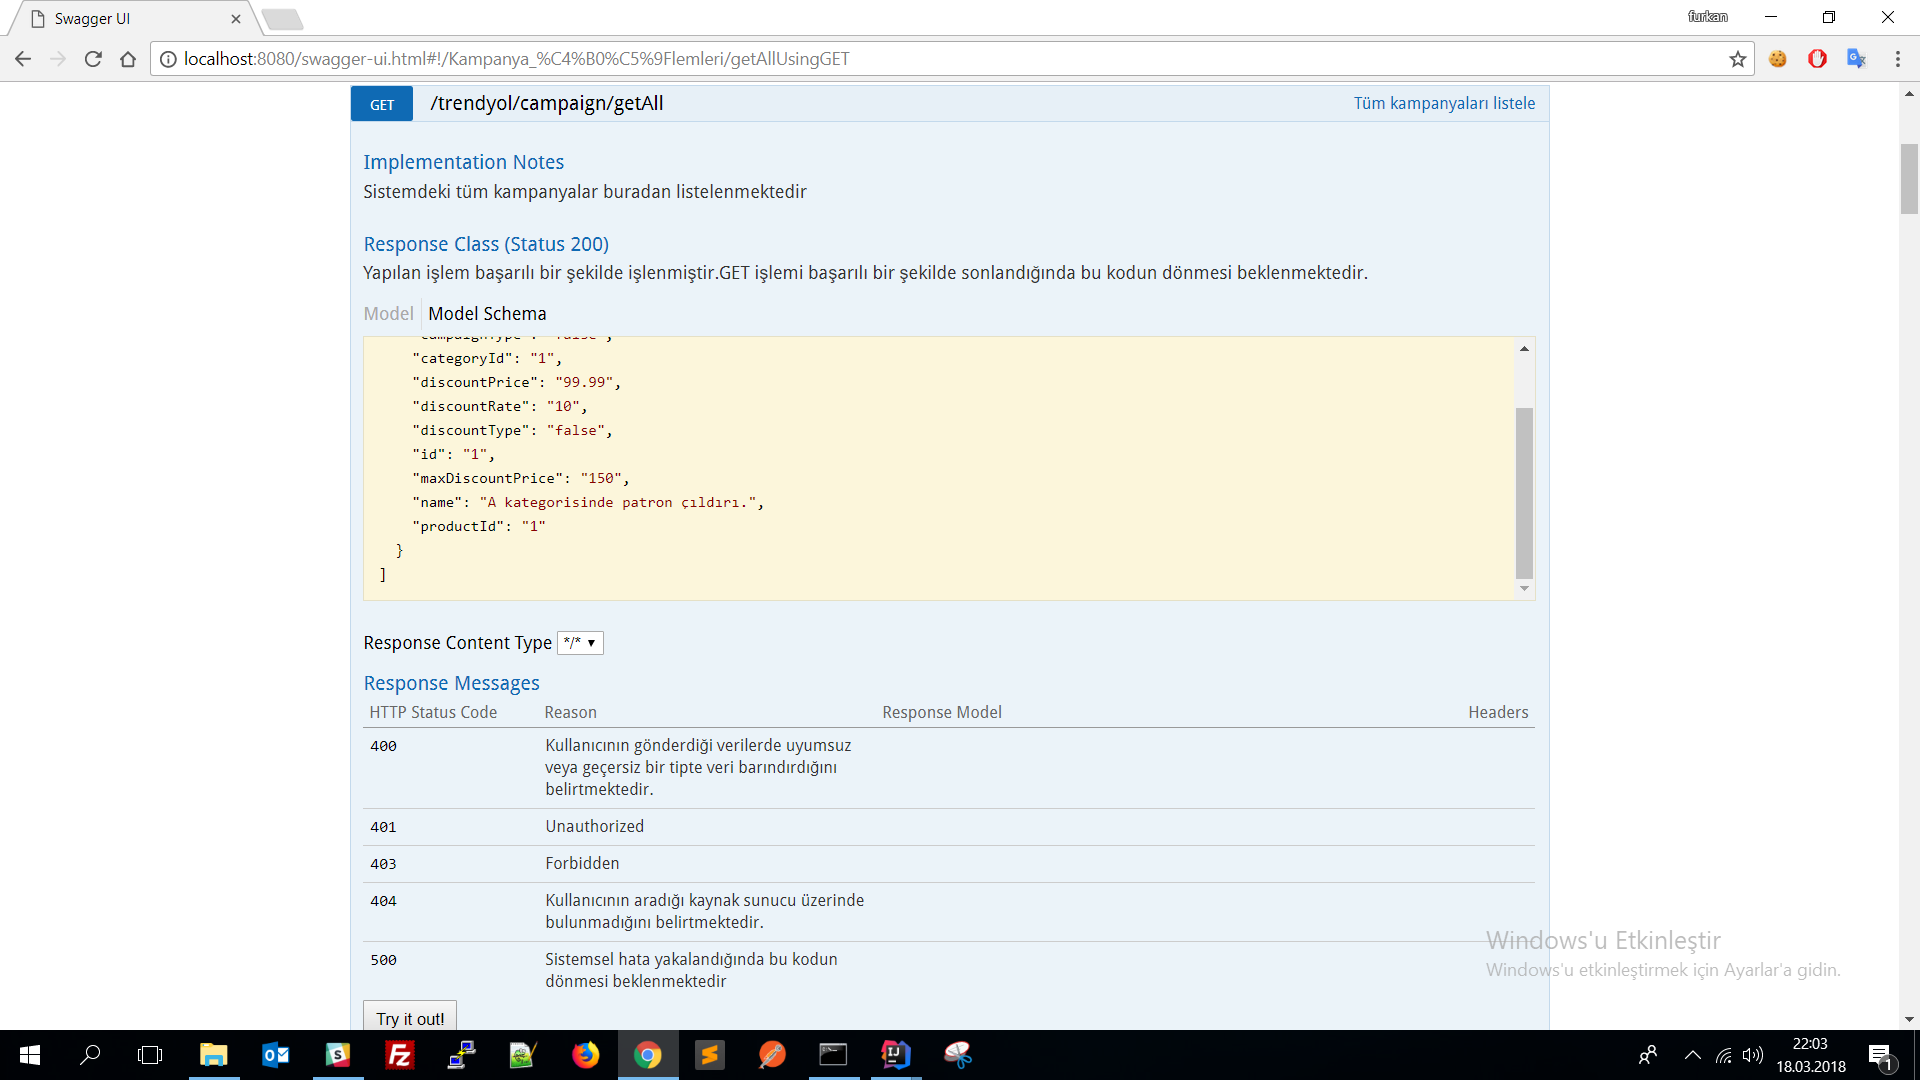 Swagger UI
furkan
localhost:8080/swagger-ui.html#!/Kampanya_%C4%B0%C5%9Flemleri/getAllUsingGET
GET /trendyol/campaign/getAll Tüm kampanyaları listele
Implementation Notes
Sistemdeki tüm kampanyalar buradan listelenmektedir
Response Class (Status 200)
Yapılan işlem başarılı bir şekilde işlenmiştir.GET işlemi başarılı bir şekilde sonlandığında bu kodun dönmesi beklenmektedir.
Model Model Schema
"campaignType": "false",
"categoryId": "1",
"discountPrice": "99.99",
"discountRate": "10",
"discountType": "false",
"id": "1",
"maxDiscountPrice": "150",
"name": "A kategorisinde patron çıldırı.",
"productId": "1"
}
]
Response Content Type */*
Response Messages
HTTP Status Code Reason Response Model Headers
400 Kullanıcının gönderdiği verilerde uyumsuz
veya geçersiz bir tipte veri barındırdığını
belirtmektedir.
401 Unauthorized
403 Forbidden
404 Kullanıcının aradığı kaynak sunucu üzerinde
bulunmadığını belirtmektedir.
500 Sistemsel hata yakalandığında bu kodun
dönmesi beklenmektedir
Try it out!
Windows'u Etkinleştir
Windows'u etkinleştirmek için Ayarlar'a gidin.
22:03
18.03.2018
1